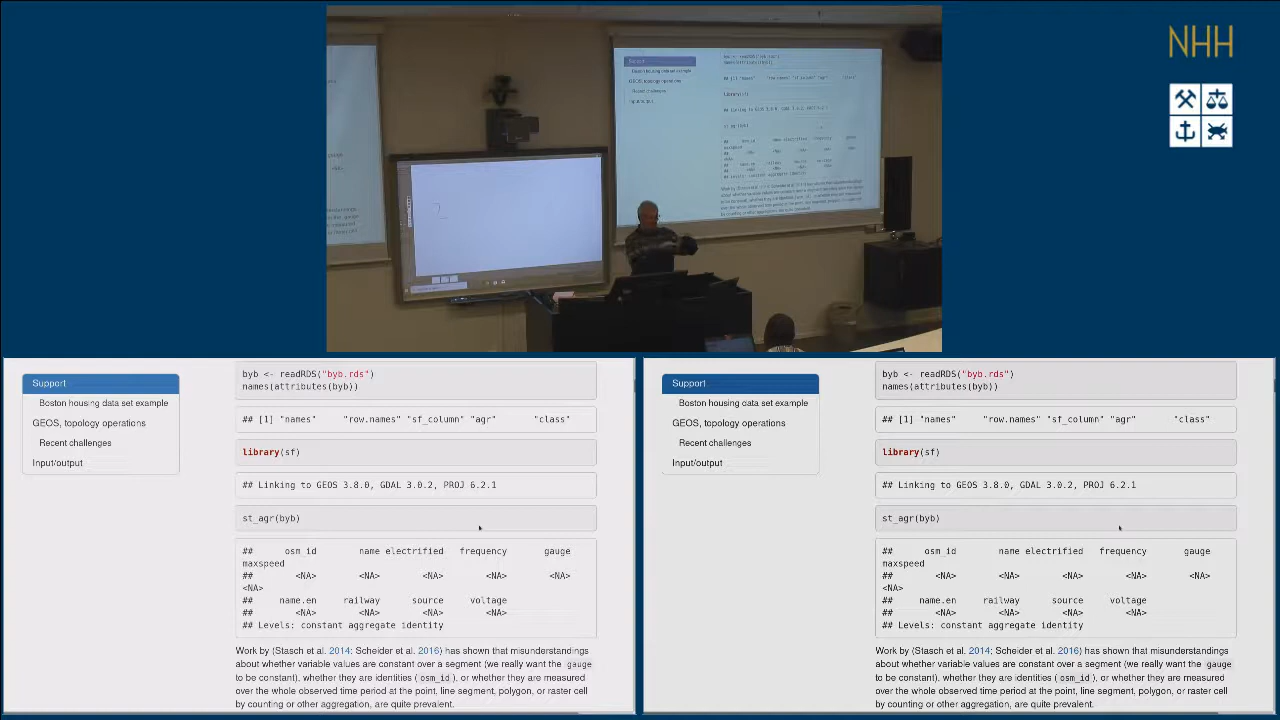 NHH
Support
Boston housing data set example
GEOS, topology operations
Recent challenges
Input/output
byb <- readRDS("byb.rds")
names(attributes(byb))
## [1] "names" "row.names" "sf_column" "agr" "class"
library(sf)
## Linking to GEOS 3.8.0, GDAL 3.0.2, PROJ 6.2.1
st_agr(byb)
## osm_id name electrified frequency gauge
maxspeed
## <NA> <NA> <NA> <NA> <NA>
<NA>
## name.en railway source voltage
## <NA> <NA> <NA> <NA>
## Levels: constant aggregate identity
Work by (Stasch et al. 2014; Scheider et al. 2016) has shown that misunderstandings
about whether variable values are constant over a segment (we really want the gauge
to be constant), whether they are identities (osm_id), or whether they are measured
over the whole observed time period at the point, line segment, polygon, or raster cell
by counting or other aggregation, are quite prevalent.
Support
Boston housing data set example
GEOS, topology operations
Recent challenges
Input/output
byb <- readRDS("byb.rds")
names(attributes(byb))
## [1] "names" "row.names" "sf_column" "agr" "class"
library(sf)
## Linking to GEOS 3.8.0, GDAL 3.0.2, PROJ 6.2.1
st_agr(byb)
## osm_id name electrified frequency gauge
maxspeed
## <NA> <NA> <NA> <NA> <NA>
<NA>
## name.en railway source voltage
## <NA> <NA> <NA> <NA>
## Levels: constant aggregate identity
Work by (Stasch et al. 2014; Scheider et al. 2016) has shown that misunderstandings
about whether variable values are constant over a segment (we really want the gauge
to be constant), whether they are identities (osm_id), or whether they are measured
over the whole observed time period at the point, line segment, polygon, or raster cell
by counting or other aggregation, are quite prevalent.